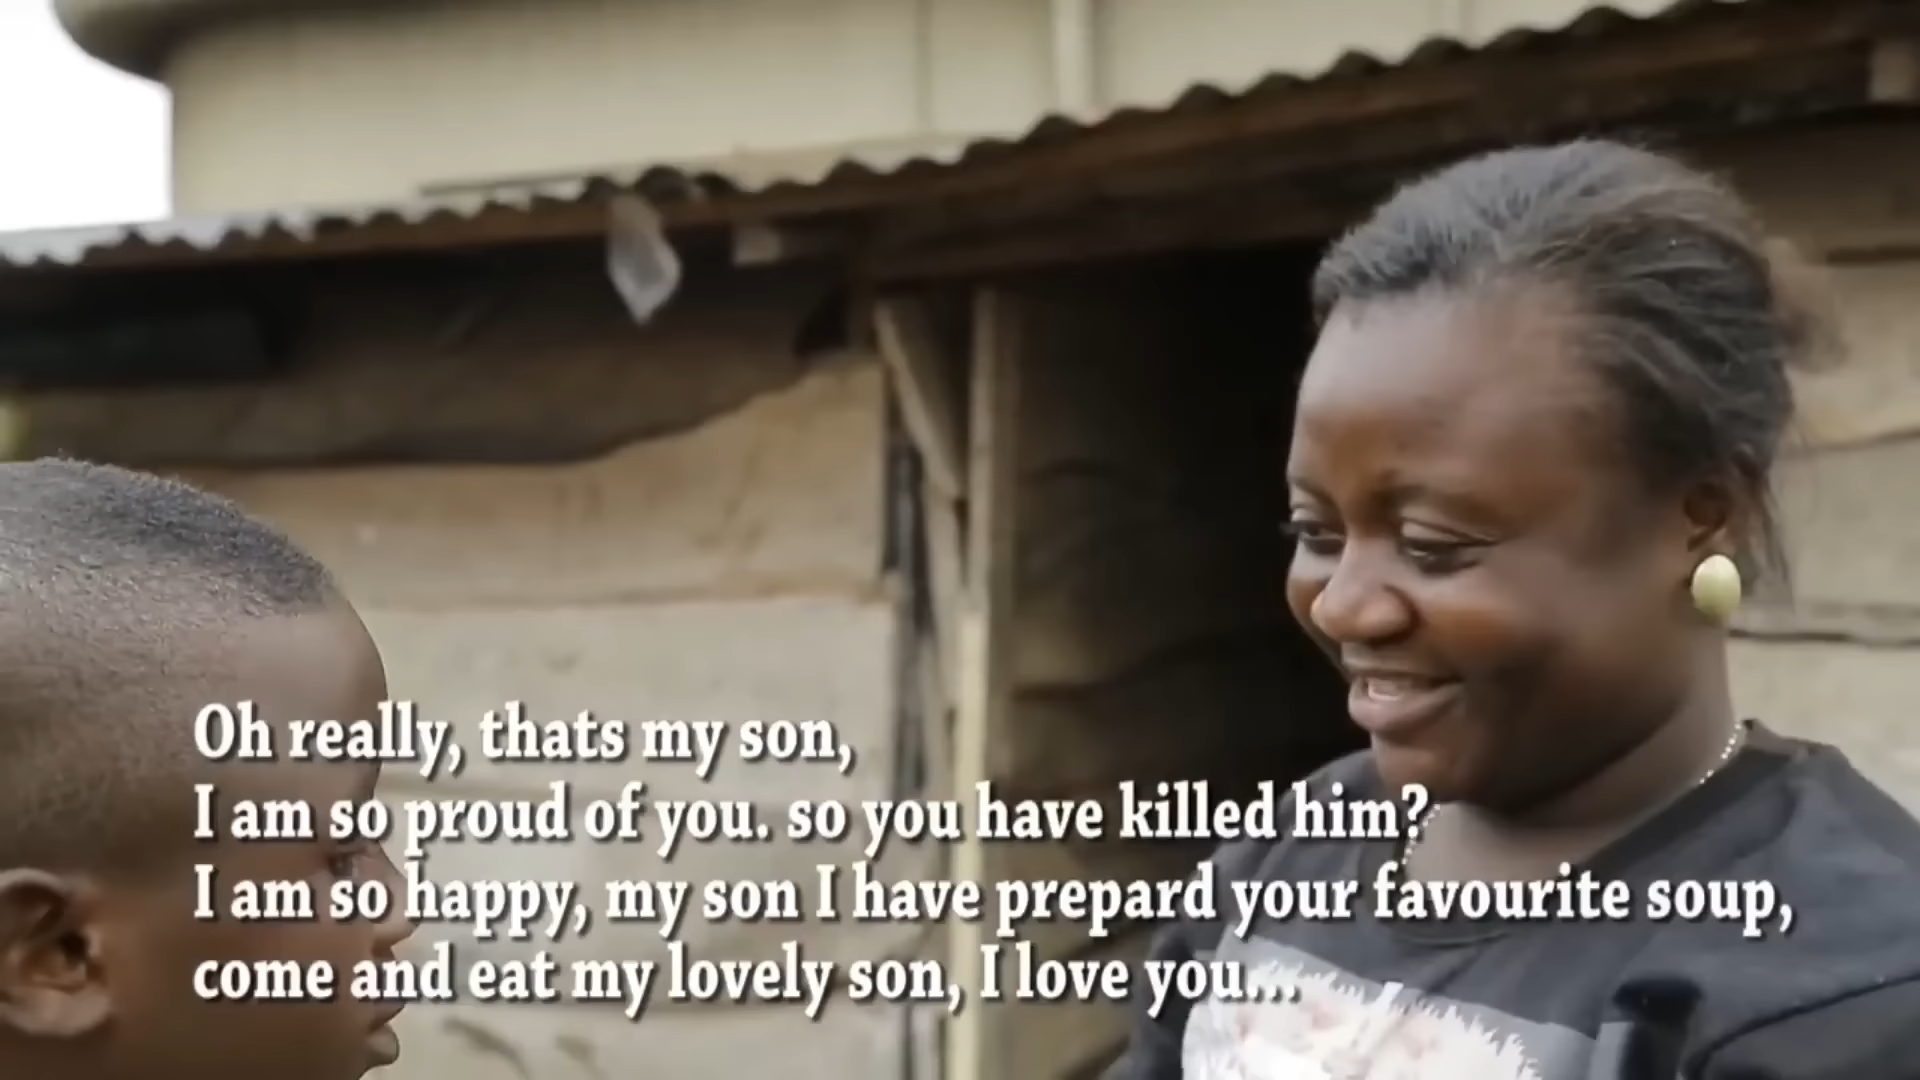 Oh really, thats my son,
I am so proud of you. so you have killed him?
I am so happy, my son I have prepard your favourite soup,
come and eat my lovely son, I love you...